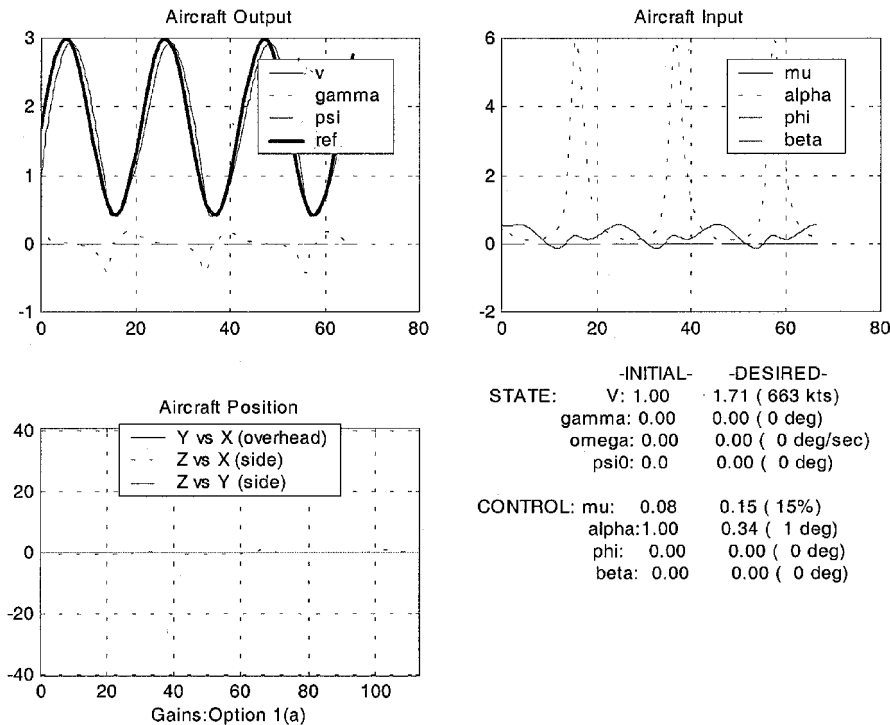 Aircraft Output
3
2
1
0
-1
0 20 40 60 80
v
gamma
psi
ref
Aircraft Input
6
4
2
0
-2
0 20 40 60 80
mu
alpha
phi
beta
Aircraft Position
40
20
0
-20
-40
0 20 40 60 80 100
Y vs X (overhead)
Z vs X (side)
Z vs Y (side)
Gains:Option 1(a)
-INITIAL- -DESIRED-
STATE: V: 1.00 1.71 ( 663 kts)
gamma: 0.00 0.00 ( 0 deg)
omega: 0.00 0.00 ( 0 deg/sec)
psi0: 0.0 0.00 ( 0 deg)
CONTROL: mu: 0.08 0.15 ( 15%)
alpha:1.00 0.34 ( 1 deg)
phi: 0.00 0.00 ( 0 deg)
beta: 0.00 0.00 ( 0 deg)